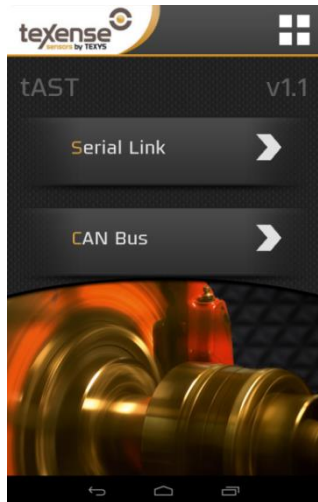 texense
sensors by TEXYS
tAST v1.1
Serial Link
CAN Bus